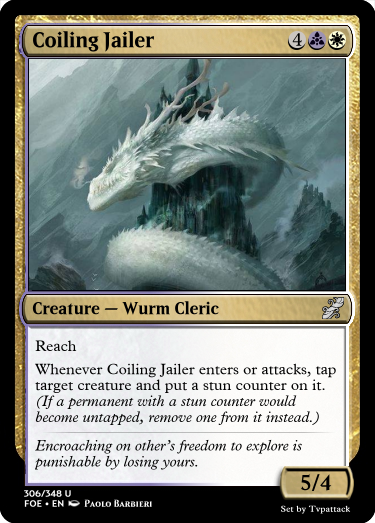 Coiling Jailer 4
Creature — Wurm Cleric
Reach
Whenever Coiling Jailer enters or attacks, tap
target creature and put a stun counter on it.
(If a permanent with a stun counter would
become untapped, remove one from it instead.)
Encroaching on other's freedom to explore is
punishable by losing yours.
5/4
306/348 U
FOE • EN Paolo Barbieri
Set by Tvpattack